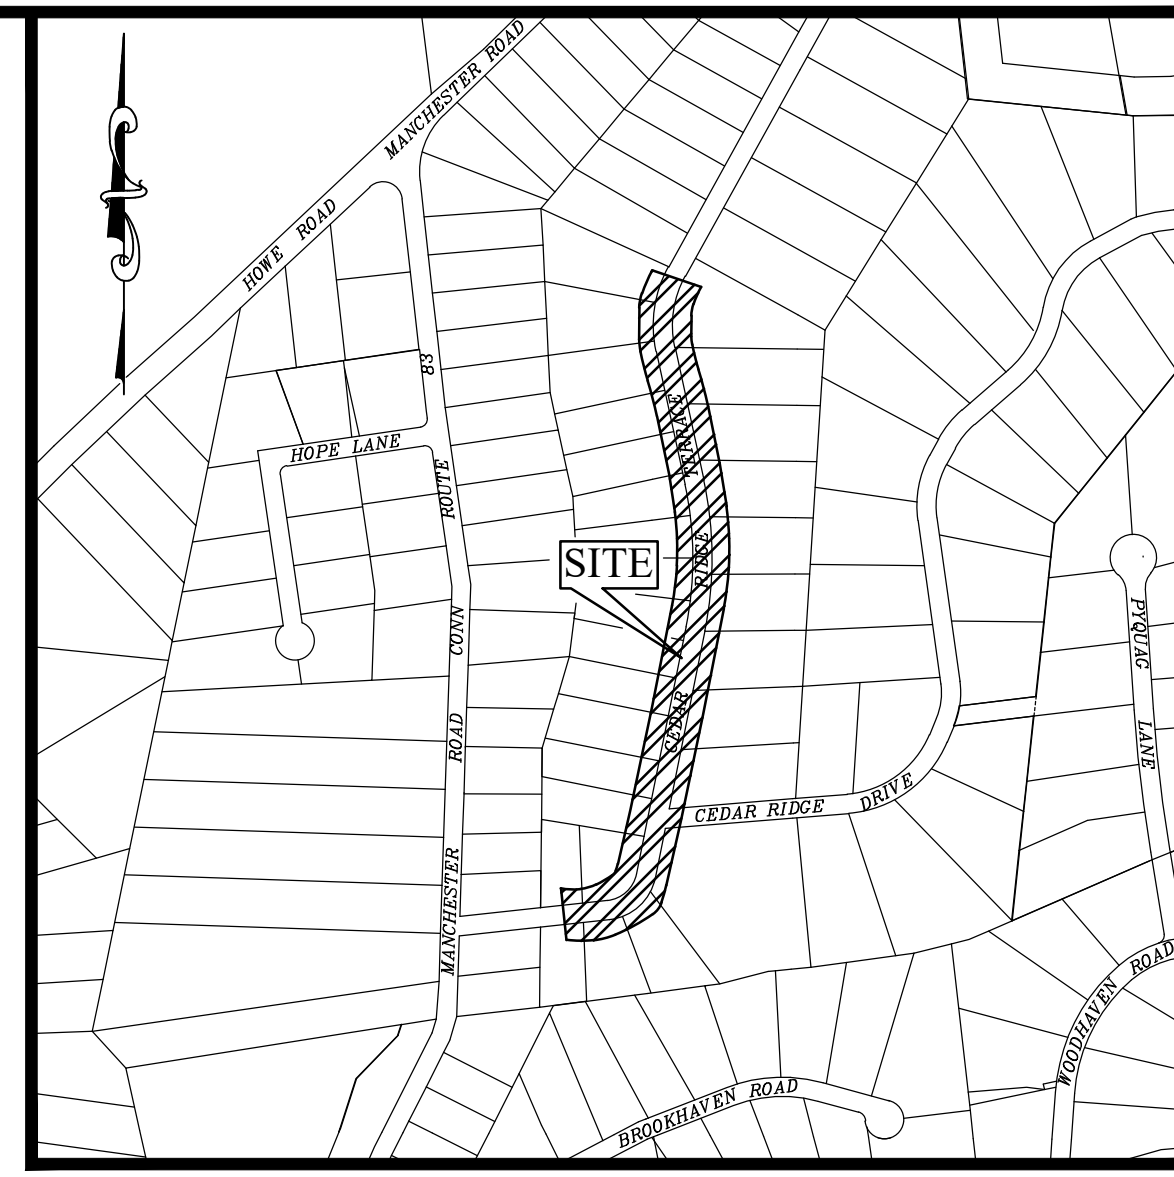 MANCHESTER ROAD
HOWE ROAD
83
HOPE LANE
ROUTE
CONN
ROAD
MANCHESTER
SITE
TERRACE
RIDGE
CEDAR
CEDAR RIDGE DRIVE
PYQUAG LANE
WOODHAVEN ROAD
BROOKHAVEN ROAD